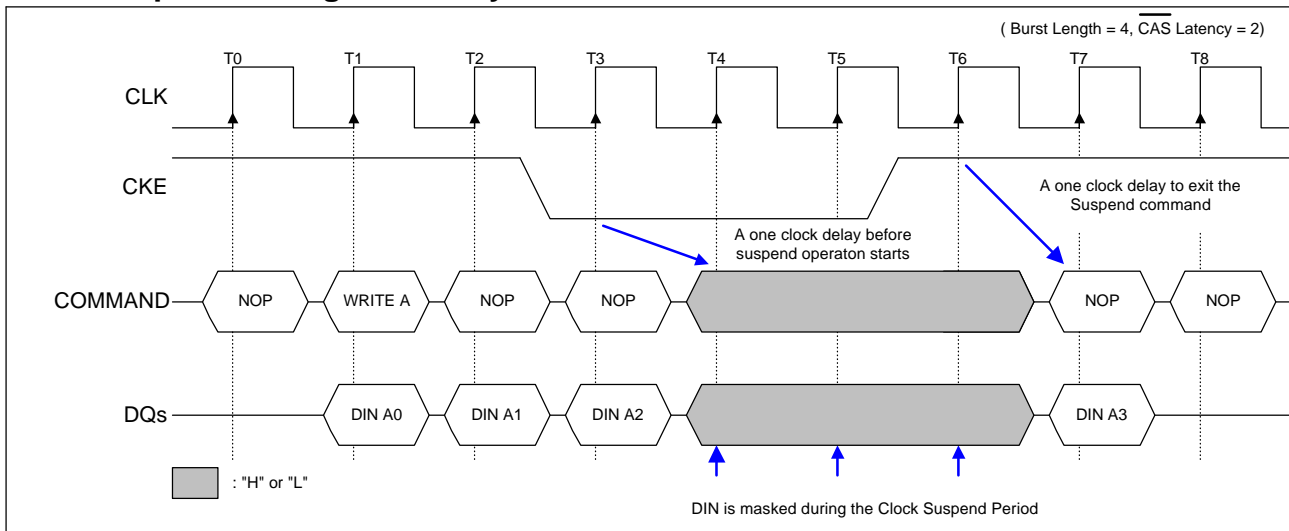 ( Burst Length = 4, CAS Latency = 2)
T0 T1 T2 T3 T4 T5 T6 T7 T8
CLK
CKE
A one clock delay to exit the
Suspend command
A one clock delay before
suspend operaton starts
COMMAND NOP WRITE A NOP NOP NOP NOP
DQs DIN A0 DIN A1 DIN A2 DIN A3
: "H" or "L"
DIN is masked during the Clock Suspend Period